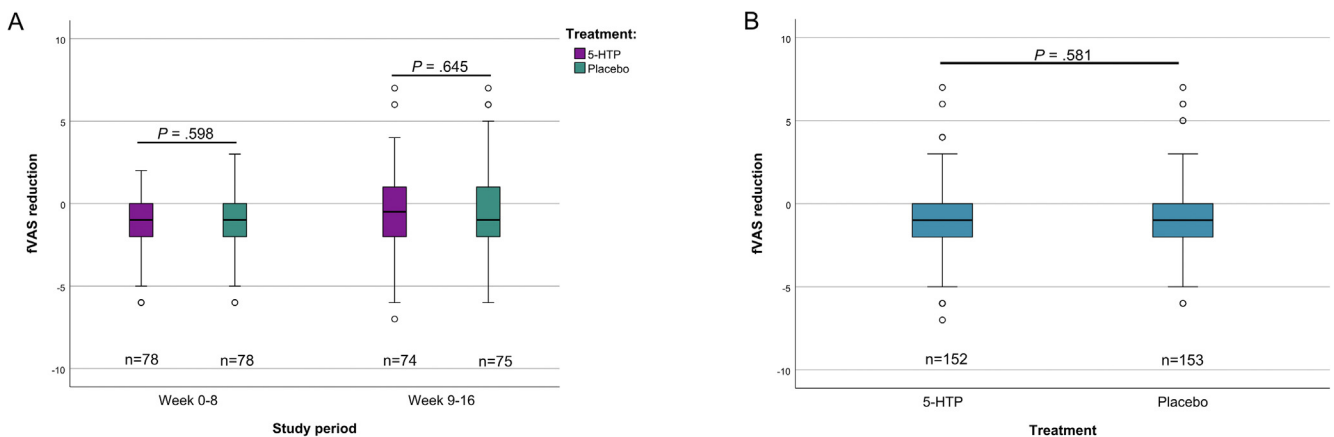 A
Treatment:
5-HTP
Placebo
10
5
-0
-5
-10
fVAS reduction
P = .598
P = .645
n=78
n=78
n=74
n=75
Week 0-8
Week 9-16
Study period
B
10
5
0
-5
-10
fVAS reduction
P = .581
n=152
n=153
5-HTP
Placebo
Treatment